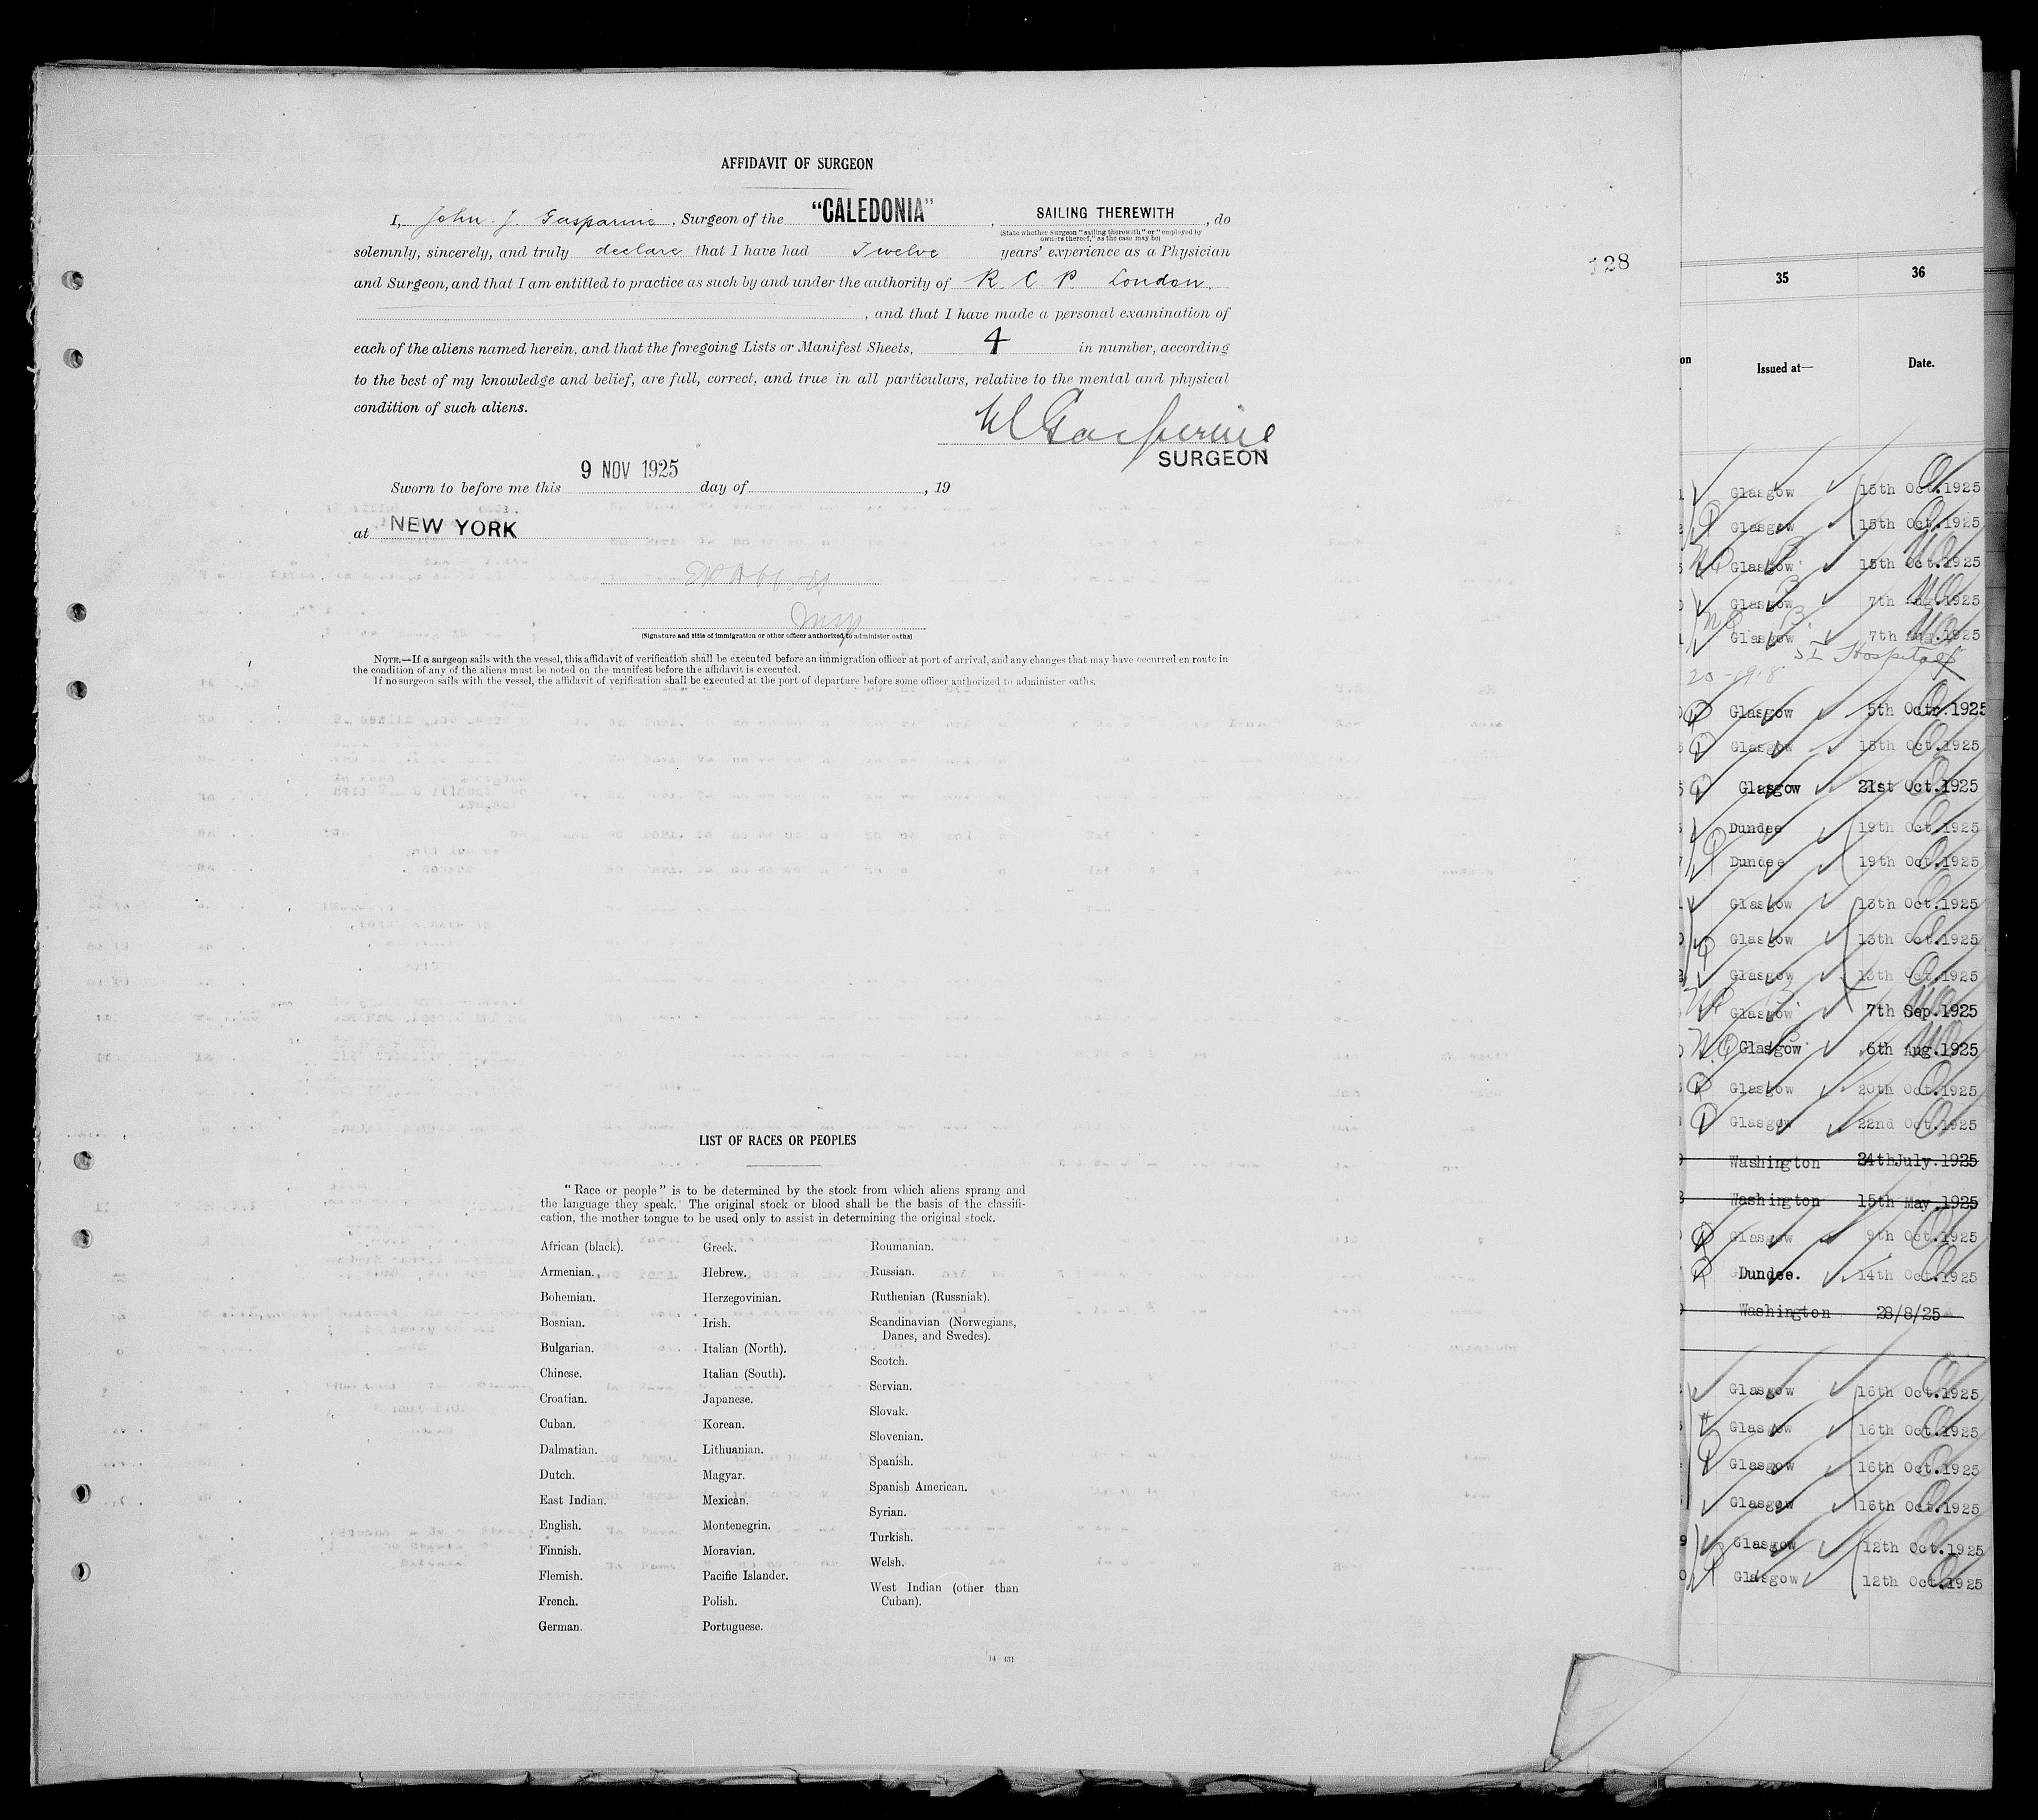 AFFIDAVIT OF SURGEON
I, John J. Gasparine, Surgeon of the "CALEDONIA", SAILING THEREWITH, do
(State whether Surgeon "sailing therewith" or "employed by
owners thereof," as the case may be)
solemnly, sincerely, and truly declare that I have had Twelve years' experience as a Physician
and Surgeon, and that I am entitled to practice as such by and under the authority of R. C. P. London.
, and that I have made a personal examination of
each of the aliens named herein, and that the foregoing Lists or Manifest Sheets, 4 in number, according
to the best of my knowledge and belief, are full, correct, and true in all particulars, relative to the mental and physical
condition of such aliens.
Gasperine
SURGEON
9 NOV 1925
Sworn to before me this day of , 19
at NEW YORK
(Signature and title of immigration or other officer authorized to administer oaths)
NOTE.—If a surgeon sails with the vessel, this affidavit of verification shall be executed before an immigration officer at port of arrival, and any changes that may have occurred en route in
the condition of any of the aliens must be noted on the manifest before the affidavit is executed.
If no surgeon sails with the vessel, the affidavit of verification shall be executed at the port of departure before some officer authorized to administer oaths.
128
LIST OF RACES OR PEOPLES
"Race or people" is to be determined by the stock from which aliens sprang and
the language they speak. The original stock or blood shall be the basis of the classifi-
cation, the mother tongue to be used only to assist in determining the original stock.
African (black).
Armenian.
Bohemian.
Bosnian.
Bulgarian.
Chinese.
Croatian.
Cuban.
Dalmatian.
Dutch.
East Indian.
English.
Finnish.
Flemish.
French.
German.
Greek.
Hebrew.
Herzegovinian.
Irish.
Italian (North).
Italian (South).
Japanese.
Korean.
Lithuanian.
Magyar.
Mexican.
Montenegrin.
Moravian.
Pacific Islander.
Polish.
Portuguese.
Roumanian.
Russian.
Ruthenian (Russniak).
Scandinavian (Norwegians,
Danes, and Swedes).
Scotch.
Servian.
Slovak.
Slovenian.
Spanish.
Spanish American.
Syrian.
Turkish.
Welsh.
West Indian (other than
Cuban).
14—431
35 36
on Issued at— Date.
Glasgow 15th Oct.1925
Glasgow 15th Oct.1925
Glasgow 15th Oct.1925
Glasgow 7th Aug.1925
Glasgow 7th Aug.1925
SI Hospital
Glasgow 5th Octr.1925
Glasgow 15th Oct.1925
Glasgow 21st Oct.1925
Dundee 19th Oct.1925
Dundee 19th Oct.1925
Glasgow 13th Oct.1925
Glasgow 13th Oct.1925
Glasgow 13th Oct.1925
Glasgow 7th Sep.1925
Glasgow 6th Aug.1925
Glasgow 20th Oct.1925
Glasgow 22nd Oct.1925
Washington 24thJuly.1925
Washington 15th May.1925
Glasgow 9th Oct.1925
Dundee. 14th Oct.1925
Washington 28/8/25
Glasgow 16th Oct.1925
Glasgow 16th Oct.1925
Glasgow 16th Oct.1925
Glasgow 16th Oct.1925
Glasgow 12th Oct.1925
Glasgow 12th Oct.1925